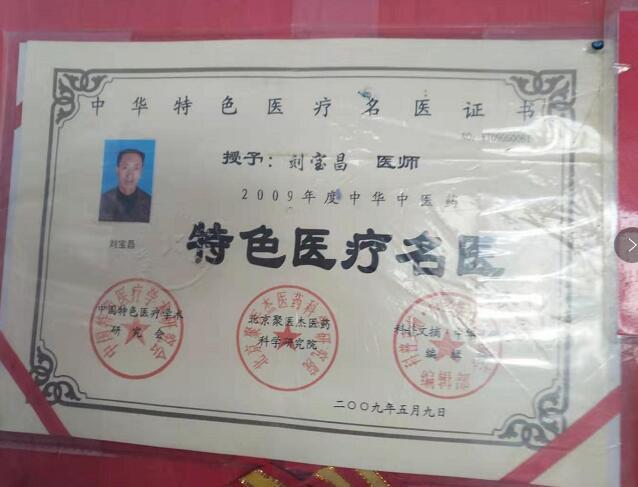 中华特色医疗名医证书
授予：刘宝昌 医师
2009年度中华中医药
刘宝昌
特色医疗名医
中国特色医疗学术
研究会
北京聚医杰医药
科学研究院
编辑部
二〇〇九年五月九日